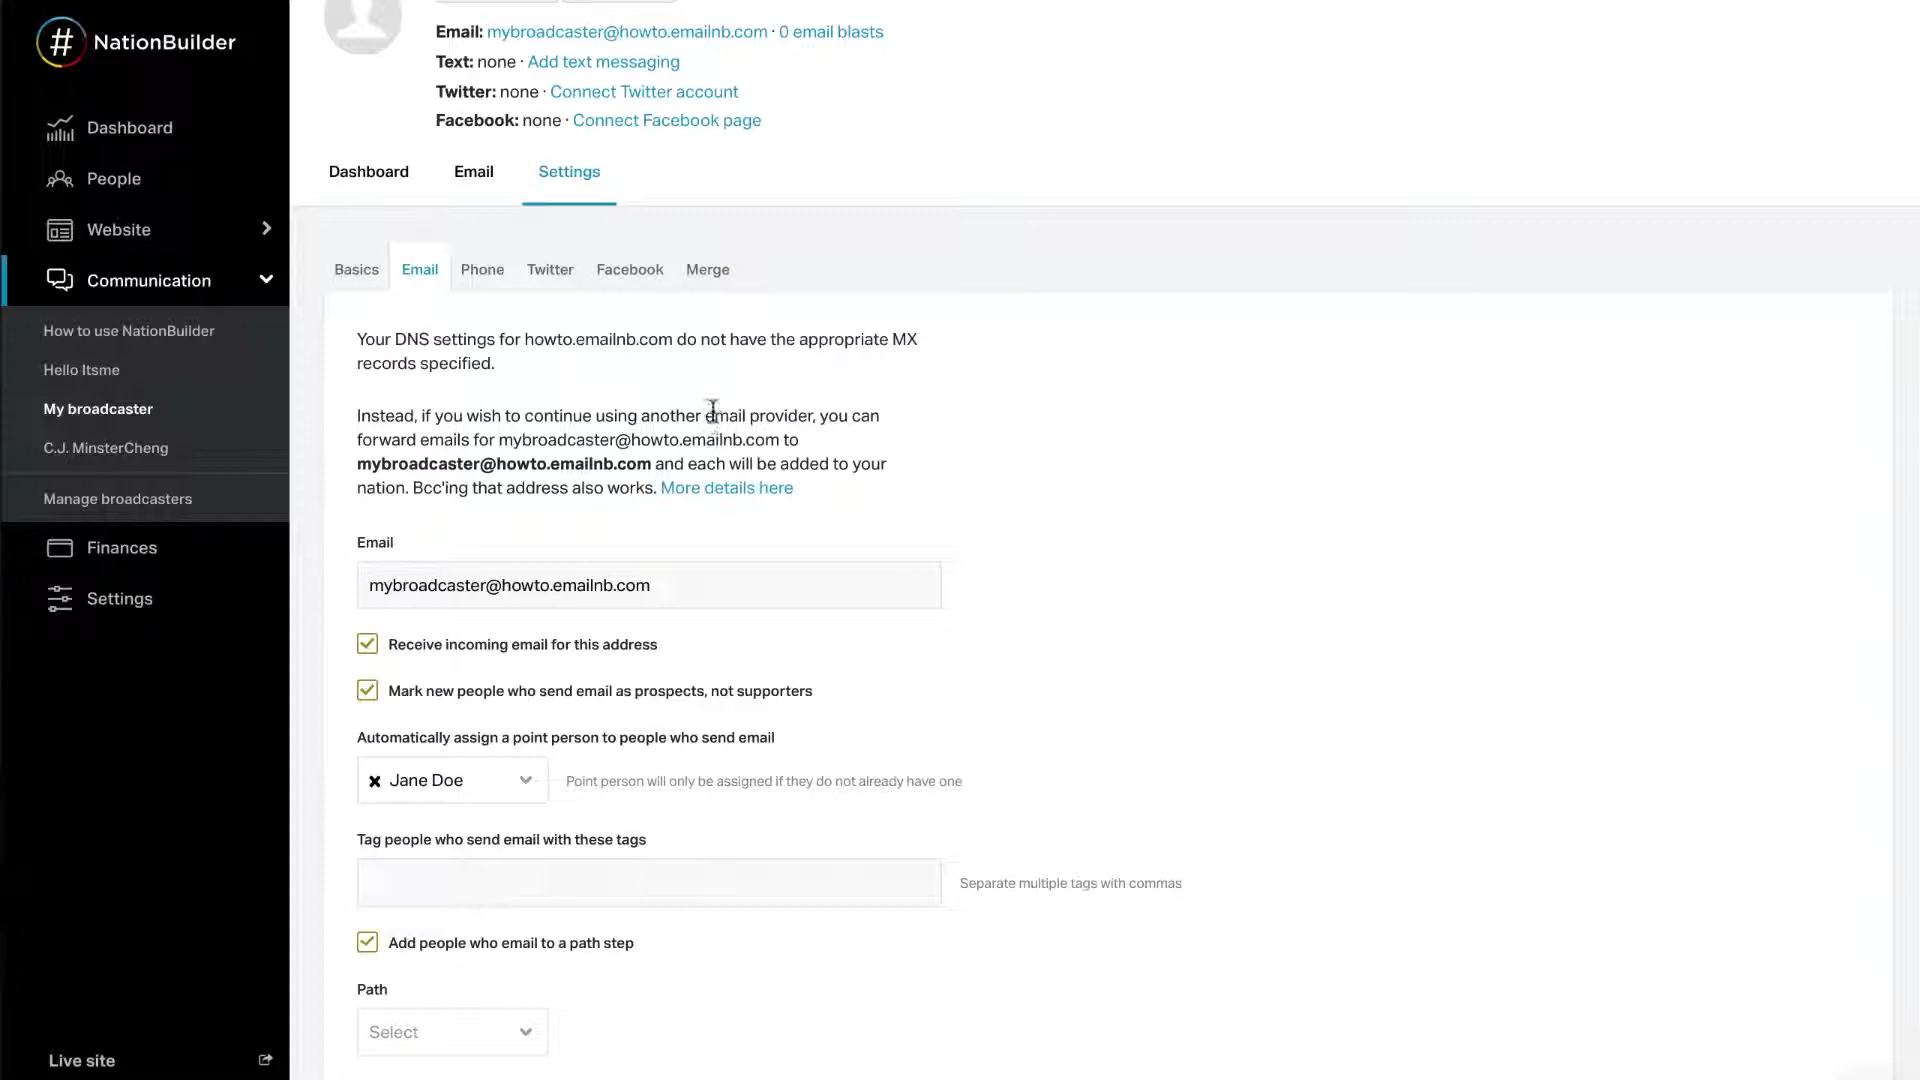 NationBuilder
Dashboard
People
Website
Communication
How to use NationBuilder
Hello Itsme
My broadcaster
C.J. MinsterCheng
Manage broadcasters
Finances
Settings
Live site
Email: mybroadcaster@howto.emailnb.com · 0 email blasts
Text: none · Add text messaging
Twitter: none · Connect Twitter account
Facebook: none · Connect Facebook page
Dashboard Email Settings
Basics Email Phone Twitter Facebook Merge
Your DNS settings for howto.emailnb.com do not have the appropriate MX
records specified.
Instead, if you wish to continue using another email provider, you can
forward emails for mybroadcaster@howto.emailnb.com to
mybroadcaster@howto.emailnb.com and each will be added to your
nation. Bcc'ing that address also works. More details here
Email
mybroadcaster@howto.emailnb.com
Receive incoming email for this address
Mark new people who send email as prospects, not supporters
Automatically assign a point person to people who send email
Jane Doe Point person will only be assigned if they do not already have one
Tag people who send email with these tags
Separate multiple tags with commas
Add people who email to a path step
Path
Select